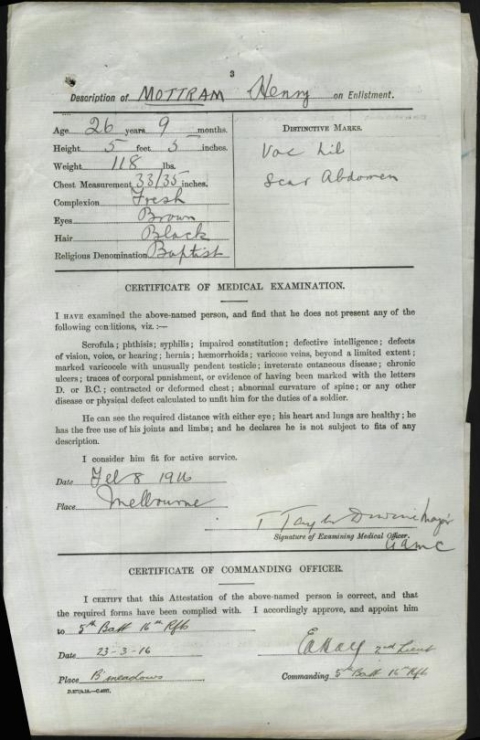 3
Description of MOTTRAM Henry on Enlistment.
Age 26 years 9 months.
Height 5 feet 5 inches.
Weight 118 lbs.
Chest Measurement 33/35 inches.
Complexion Fresh
Eyes Brown
Hair Black
Religious Denomination Baptist
DISTINCTIVE MARKS.
Vac
Scar Abdomen
CERTIFICATE OF MEDICAL EXAMINATION.
I HAVE examined the above-named person, and find that he does not present any of the
following conditions, viz. :—
Scrofula; phthisis; syphilis; impaired constitution; defective intelligence; defects
of vision, voice, or hearing; hernia; hæmorrhoids; varicose veins, beyond a limited extent;
marked varicocele with unusually pendent testicle; inveterate cutaneous disease; chronic
ulcers; traces of corporal punishment, or evidence of having been marked with the letters
D. or B.C.; contracted or deformed chest; abnormal curvature of spine; or any other
disease or physical defect calculated to unfit him for the duties of a soldier.
He can see the required distance with either eye; his heart and lungs are healthy; he
has the free use of his joints and limbs; and he declares he is not subject to fits of any
description.
I consider him fit for active service.
Date Feb 8 1916
Place Melbourne
T Taylor Major
Signature of Examining Medical Officer.
AAMC
CERTIFICATE OF COMMANDING OFFICER.
I CERTIFY that this Attestation of the above-named person is correct, and that
the required forms have been complied with. I accordingly approve, and appoint him
to 5th Batt 16th Rfts
Date 23-3-16
2nd Lieut
Place B'meadows
Commanding 5th Batt 16th Rfts